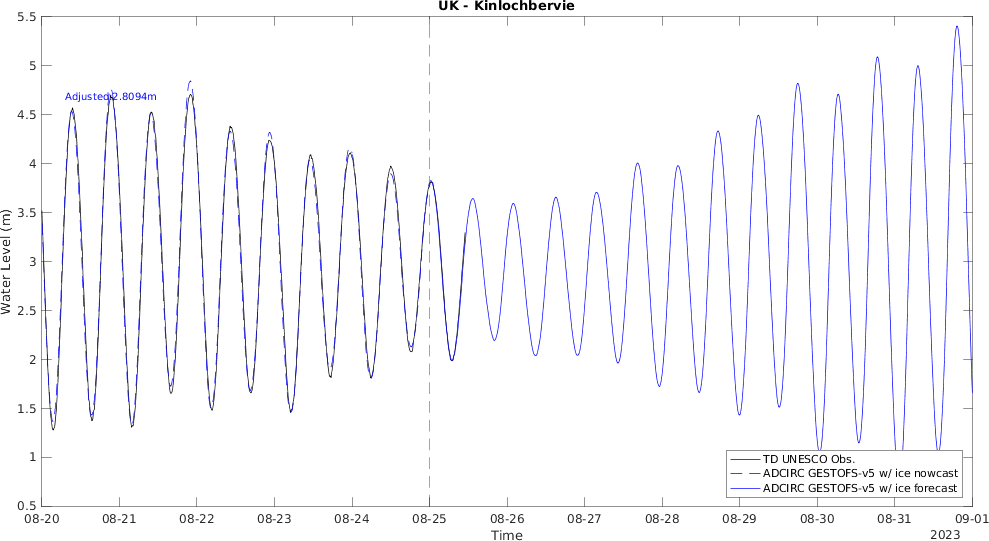 UK - Kinlochbervie
5.5
5
4.5
4
3.5
3
2.5
2
1.5
1
0.5
Water Level (m)
Adjusted 2.8094m
TD UNESCO Obs.
ADCIRC GESTOFS-v5 w/ ice nowcast
ADCIRC GESTOFS-v5 w/ ice forecast
08-20 08-21 08-22 08-23 08-24 08-25 08-26 08-27 08-28 08-29 08-30 08-31 09-01
Time
2023